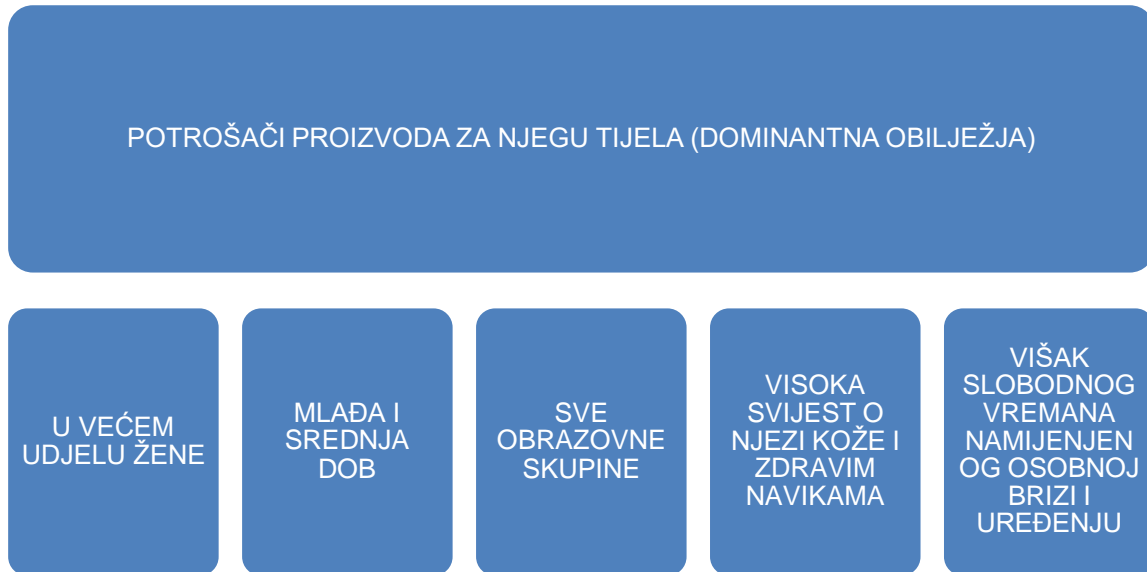 POTROŠAČI PROIZVODA ZA NJEGU TIJELA (DOMINANTNA OBILJEŽJA)
U VEĆEM
UDJELU ŽENE
MLAĐA I
SREDNJA
DOB
SVE
OBRAZOVNE
SKUPINE
VISOKA
SVIJEST O
NJEZI KOŽE I
ZDRAVIM
NAVIKAMA
VIŠAK
SLOBODNOG
VREMANA
NAMIJENJEN
OG OSOBNOJ
BRIZI I
UREĐENJU